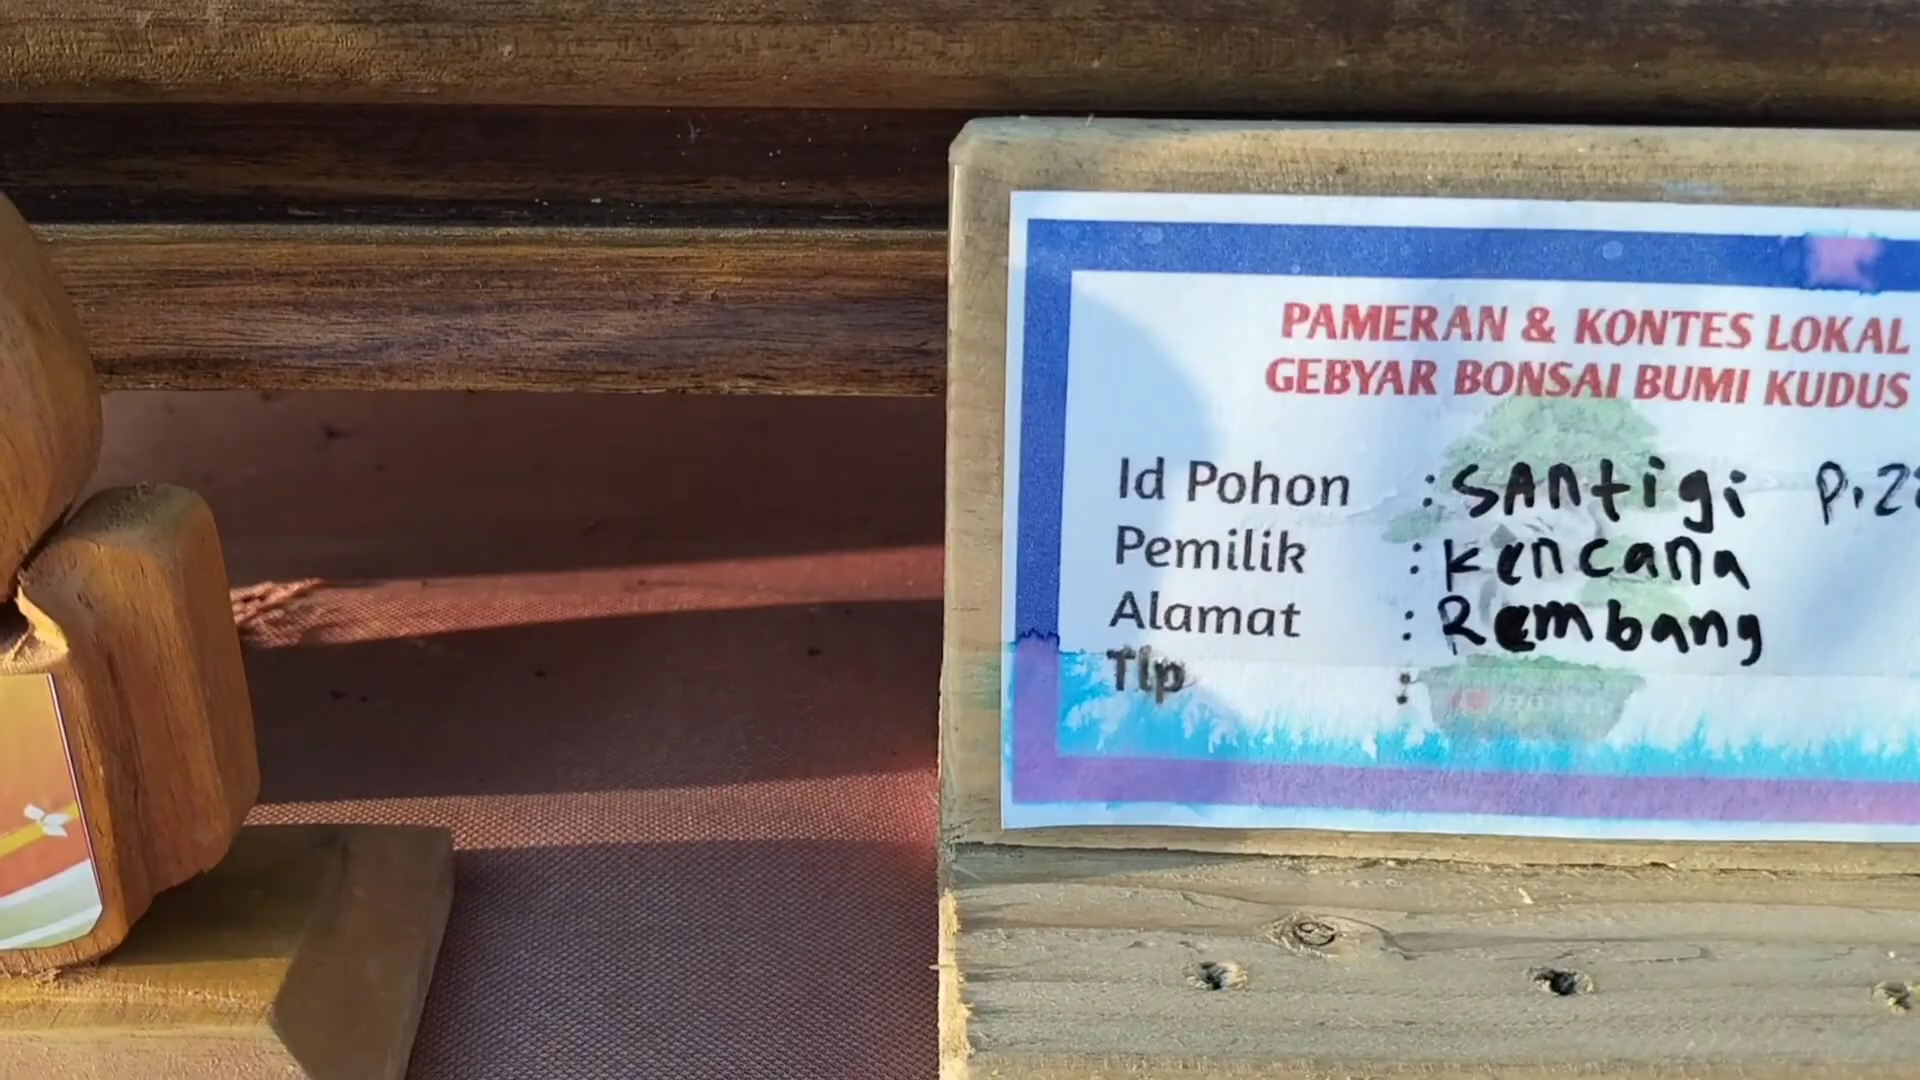 PAMERAN & KONTES LOKAL
GEBYAR BONSAI BUMI KUDUS
Id Pohon : SAntigi
Pemilik : Kencana
Alamat : Rembang
Tlp :